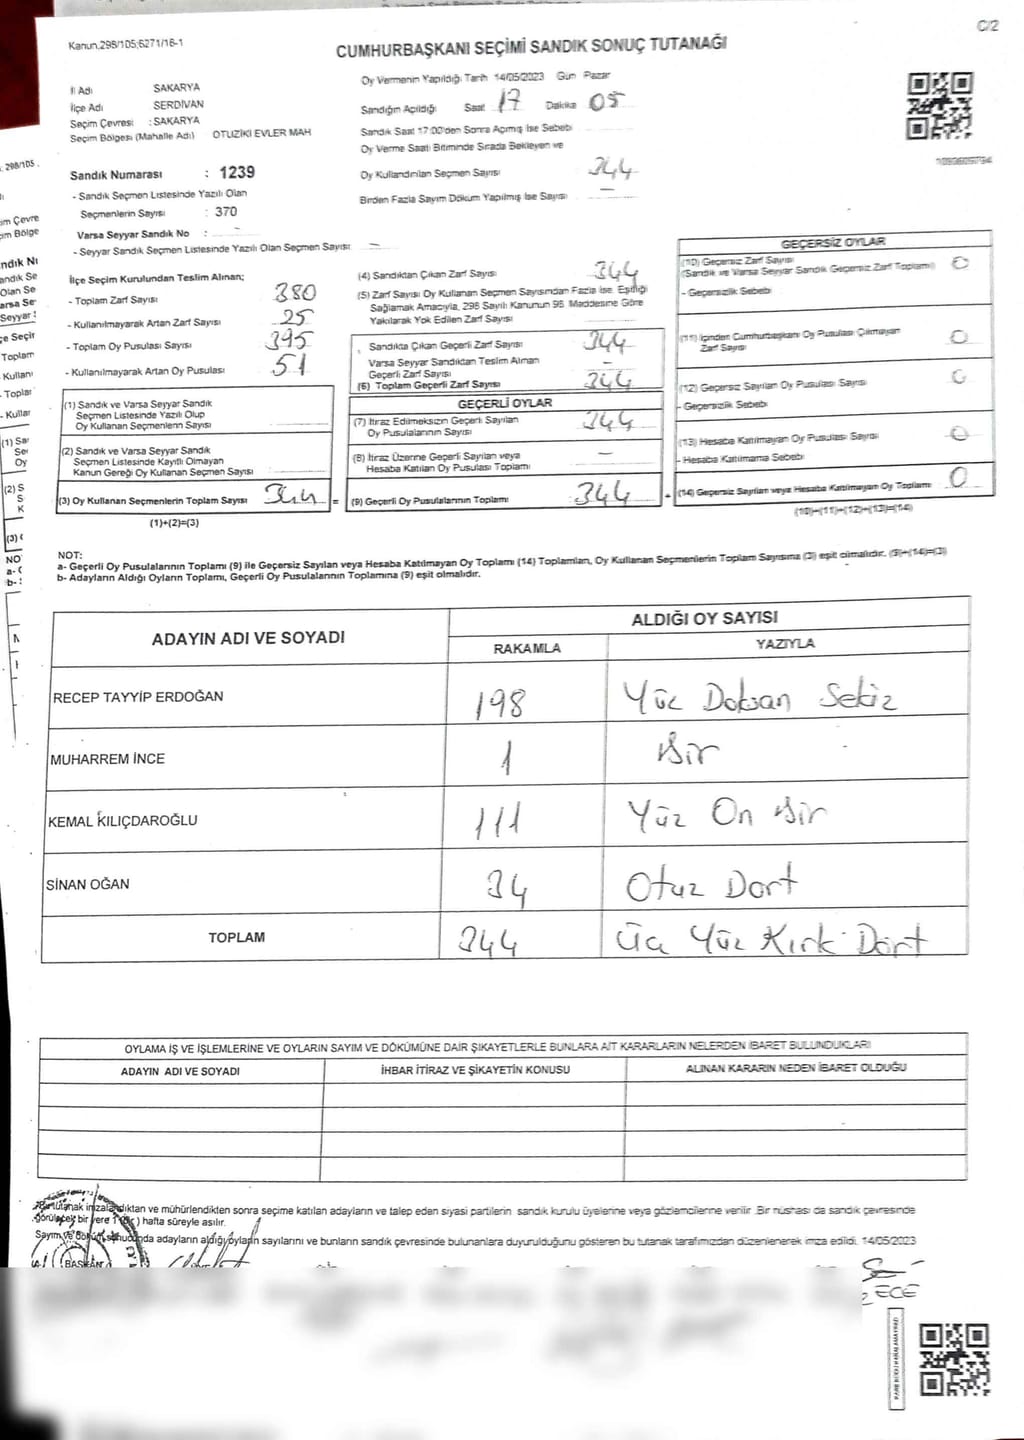 Kanun,298/105;6271/16-1
C/2
CUMHURBAŞKANI SEÇİMİ SANDIK SONUÇ TUTANAĞI
İl Adı SAKARYA
İlçe Adı SERDİVAN
Seçim Çevresi : SAKARYA
Seçim Bölgesi (Mahalle Adı) OTUZİKİ EVLER MAH
Oy Vermenin Yapıldığı Tarih 14/05/2023 Gün Pazar
Sandığın Açıldığı Saat 17 Dakika 05
Sandık Saat 17:00'den Sonra Açılmış İse Sebebi
Oy Verme Saati Bitiminde Sırada Bekleyen ve
Oy Kullandırılan Seçmen Sayısı 344
Birden Fazla Sayım Döküm Yapılmış İse Sayısı —
Sandık Numarası : 1239
- Sandık Seçmen Listesinde Yazılı Olan
Seçmenlerin Sayısı : 370
Varsa Seyyar Sandık No : —
- Seyyar Sandık Seçmen Listesinde Yazılı Olan Seçmen Sayısı: —
İlçe Seçim Kurulundan Teslim Alınan;
- Toplam Zarf Sayısı 380
- Kullanılmayarak Artan Zarf Sayısı 25
- Toplam Oy Pusulası Sayısı 395
- Kullanılmayarak Artan Oy Pusulası 51
(1) Sandık ve Varsa Seyyar Sandık
Seçmen Listesinde Yazılı Olup
Oy Kullanan Seçmenlerin Sayısı
(2) Sandık ve Varsa Seyyar Sandık
Seçmen Listesinde Kayıtlı Olmayan
Kanun Gereği Oy Kullanan Seçmen Sayısı
(3) Oy Kullanan Seçmenlerin Toplam Sayısı 344 =
(1)+(2)=(3)
(4) Sandıktan Çıkan Zarf Sayısı 344
(5) Zarf Sayısı Oy Kullanan Seçmen Sayısından Fazla İse Eşitliği
Sağlamak Amacıyla, 298 Sayılı Kanunun 98. Maddesine Göre
Yakılarak Yok Edilen Zarf Sayısı
Sandıkta Çıkan Geçerli Zarf Sayısı 344
Varsa Seyyar Sandıktan Teslim Alınan
Geçerli Zarf Sayısı —
(6) Toplam Geçerli Zarf Sayısı 344
GEÇERLİ OYLAR
(7) İtiraz Edilmeksizin Geçerli Sayılan
Oy Pusulalarının Sayısı 344
(8) İtiraz Üzerine Geçerli Sayılan veya
Hesaba Katılan Oy Pusulası Toplamı —
(9) Geçerli Oy Pusulalarının Toplamı 344 +
GEÇERSİZ OYLAR
(10) Geçersiz Zarf Sayısı 0
(Sandık ve Varsa Seyyar Sandık Geçersiz Zarf Toplamı)
- Geçersizlik Sebebi
(11) İçinden Cumhurbaşkanı Oy Pusulası Çıkmayan
Zarf Sayısı 0
(12) Geçersiz Sayılan Oy Pusulası Sayısı 0
- Geçersizlik Sebebi
(13) Hesaba Katılmayan Oy Pusulası Sayısı 0
- Hesaba Katılmama Sebebi
(14) Geçersiz Sayılan veya Hesaba Katılmayan Oy Toplamı 0
(10)+(11)+(12)+(13)=(14)
NOT:
a- Geçerli Oy Pusulalarının Toplamı (9) ile Geçersiz Sayılan veya Hesaba Katılmayan Oy Toplamı (14) Toplamları, Oy Kullanan Seçmenlerin Toplam Sayısına (3) eşit olmalıdır. (9)+(14)=(3)
b- Adayların Aldığı Oyların Toplamı, Geçerli Oy Pusulalarının Toplamına (9) eşit olmalıdır.
ADAYIN ADI VE SOYADI
ALDIĞI OY SAYISI
RAKAMLA YAZIYLA
RECEP TAYYİP ERDOĞAN 198 Yüz Doksan Sekiz
MUHARREM İNCE 1 Bir
KEMAL KILIÇDAROĞLU 111 Yüz On Bir
SİNAN OĞAN 34 Otuz Dört
TOPLAM 344 Üç Yüz Kırk Dört
OYLAMA İŞ VE İŞLEMLERİNE VE OYLARIN SAYIM VE DÖKÜMÜNE DAİR ŞİKAYETLERLE BUNLARA AİT KARARLARIN NELERDEN İBARET BULUNDUKLARI
ADAYIN ADI VE SOYADI İHBAR İTİRAZ VE ŞİKAYETİN KONUSU ALINAN KARARIN NEDEN İBARET OLDUĞU
imzalandıktan ve mühürlendikten sonra seçime katılan adayların ve talep eden siyasi partilerin sandık kurulu üyelerine veya gözlemcilerine verilir. Bir nüshası da sandık çevresinde
görülecek bir yere 1 (bir) hafta süreyle asılır.
Sayım ve döküm sonucunda adayların aldığı oyların sayılarını ve bunların sandık çevresinde bulunanlara duyurulduğunu gösteren bu tutanak tarafımızdan düzenlenerek imza edildi. 14/05/2023
BAŞKAN
ECE